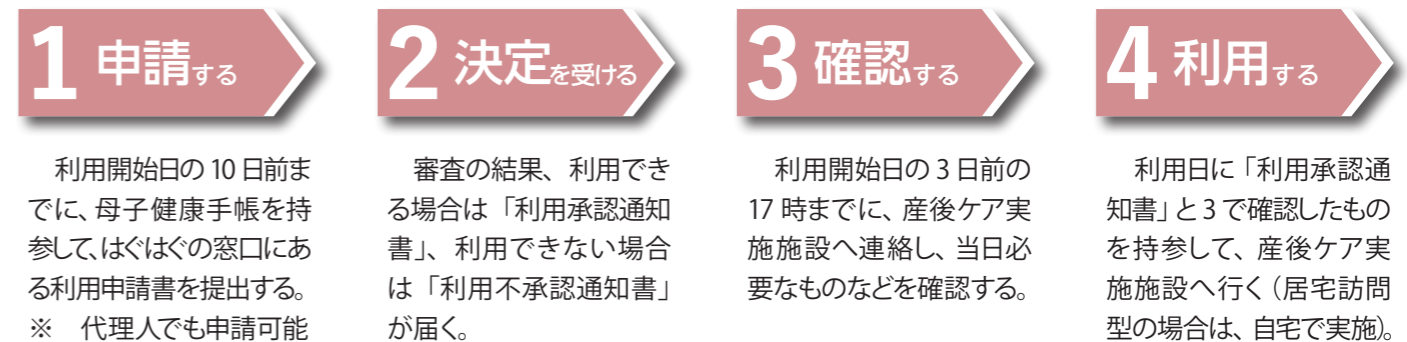 1 申請する
利用開始日の 10 日前ま
でに、母子健康手帳を持
参して、はぐはぐの窓口にあ
る利用申請書を提出する。
※　代理人でも申請可能
2 決定を受ける
審査の結果、利用でき
る場合は「利用承認通知
書」、利用できない場合
は「利用不承認通知書」
が届く。
3 確認する
利用開始日の 3 日前の
17 時までに、産後ケア実
施施設へ連絡し、当日必
要なものなどを確認する。
4 利用する
利用日に「利用承認通
知書」と 3 で確認したもの
を持参して、産後ケア実
施施設へ行く（居宅訪問
型の場合は、自宅で実施）。